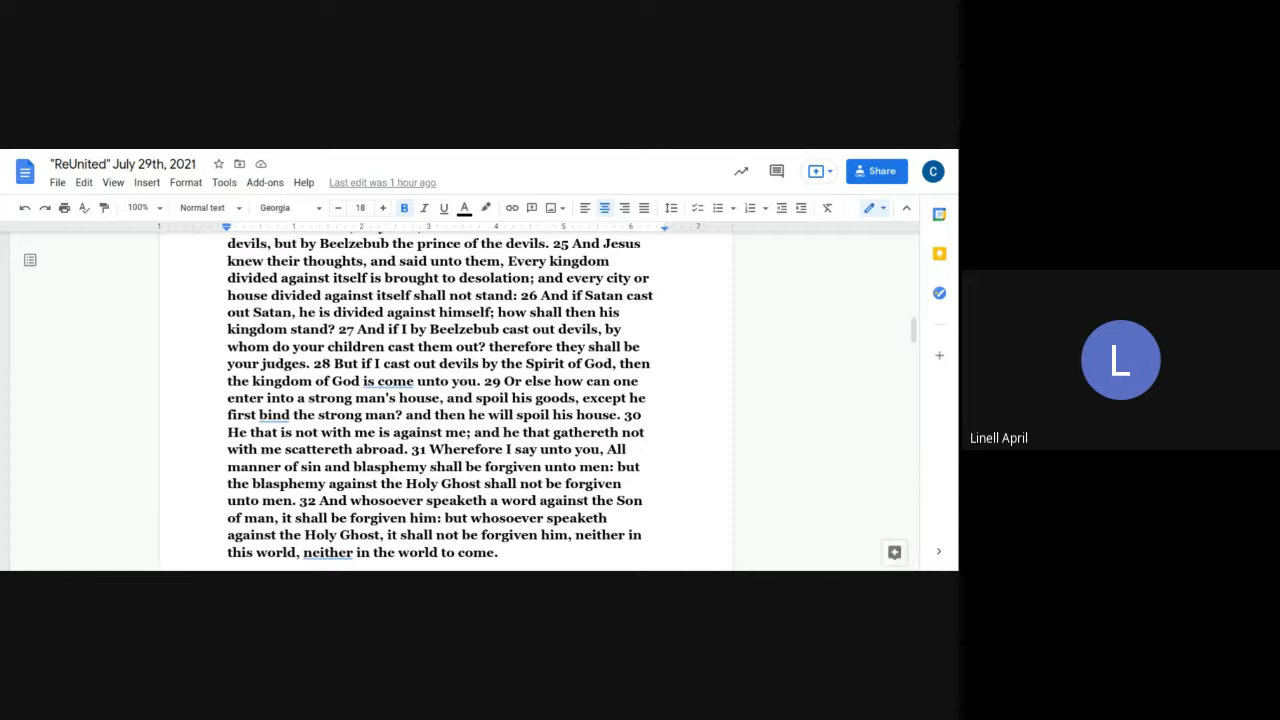 "ReUnited" July 29th, 2021
File Edit View Insert Format Tools Add-ons Help Last edit was 1 hour ago
Share
C
100% Normal text Georgia 18 B I U A
1 1 2 3 4 5 6 7
devils, but by Beelzebub the prince of the devils. 25 And Jesus
knew their thoughts, and said unto them, Every kingdom
divided against itself is brought to desolation; and every city or
house divided against itself shall not stand: 26 And if Satan cast
out Satan, he is divided against himself; how shall then his
kingdom stand? 27 And if I by Beelzebub cast out devils, by
whom do your children cast them out? therefore they shall be
your judges. 28 But if I cast out devils by the Spirit of God, then
the kingdom of God is come unto you. 29 Or else how can one
enter into a strong man's house, and spoil his goods, except he
first bind the strong man? and then he will spoil his house. 30
He that is not with me is against me; and he that gathereth not
with me scattereth abroad. 31 Wherefore I say unto you, All
manner of sin and blasphemy shall be forgiven unto men: but
the blasphemy against the Holy Ghost shall not be forgiven
unto men. 32 And whosoever speaketh a word against the Son
of man, it shall be forgiven him: but whosoever speaketh
against the Holy Ghost, it shall not be forgiven him, neither in
this world, neither in the world to come.
L
Linell April